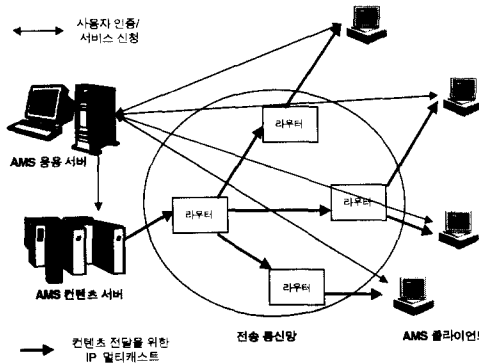 사용자 인증/
서비스 신청
AMS 응용 서버
라우터
라우터
라우터
라우터
AMS 컨텐츠 서버
컨텐츠 전달을 위한
IP 멀티캐스트
전송 통신망
AMS 클라이언트